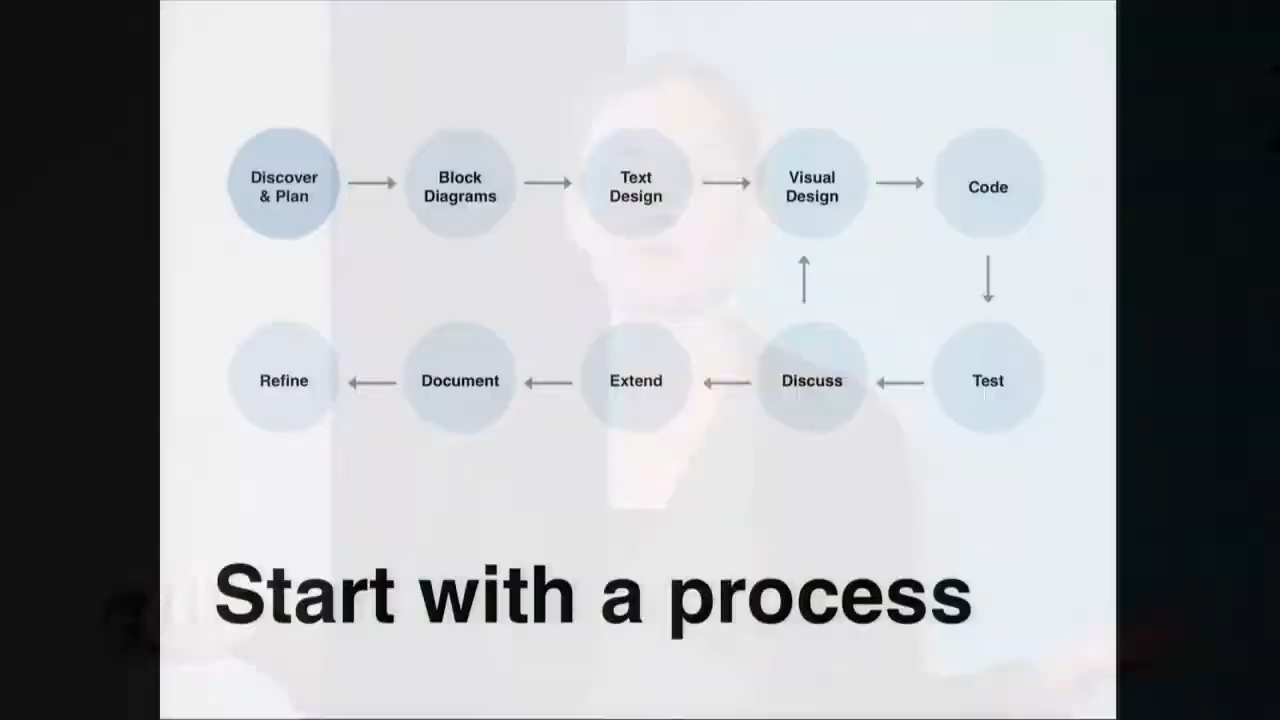 Discover
& Plan
Block
Diagrams
Text
Design
Visual
Design
Code
Refine
Document
Extend
Discuss
Test
Start with a process